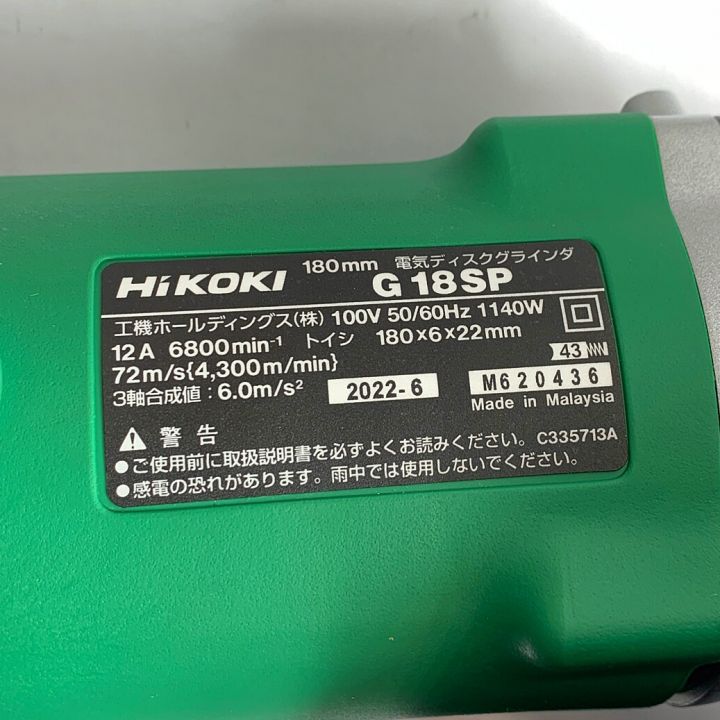 180mm 電気ディスクグラインダ
HiKOKI G 18SP
工機ホールディングス(株) 100V 50/60Hz 1140W
12A 6800min⁻¹ トイシ 180×6×22mm
72m/s{4,300m/min} 43
3軸合成値：6.0m/s² 2022-6 M620436
Made in Malaysia
警告 C335713A
●ご使用前に取扱説明書を必ずよくお読みください。
●感電の恐れがあります。雨中では使用しないでください。